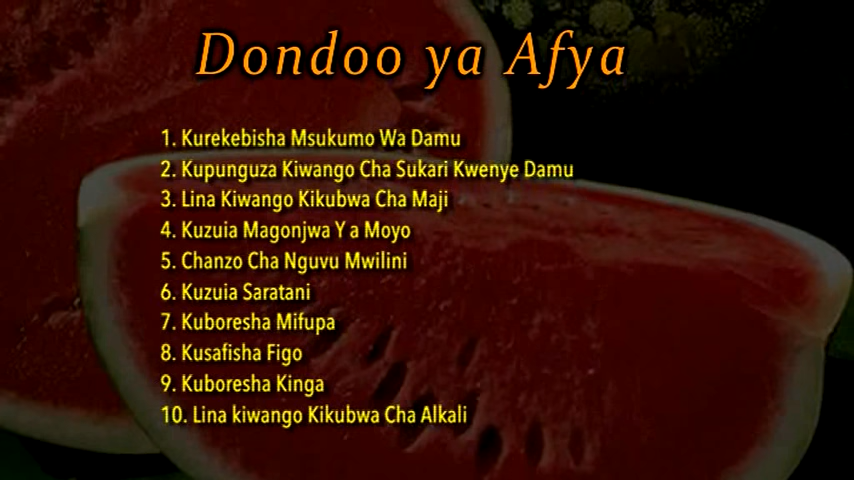 Dondoo ya Afya
1. Kurekebisha Msukumo Wa Damu
2. Kupunguza Kiwango Cha Sukari Kwenye Damu
3. Lina Kiwango Kikubwa Cha Maji
4. Kuzuia Magonjwa Y a Moyo
5. Chanzo Cha Nguvu Mwilini
6. Kuzuia Saratani
7. Kuboresha Mifupa
8. Kusafisha Figo
9. Kuboresha Kinga
10. Lina kiwango Kikubwa Cha Alkali